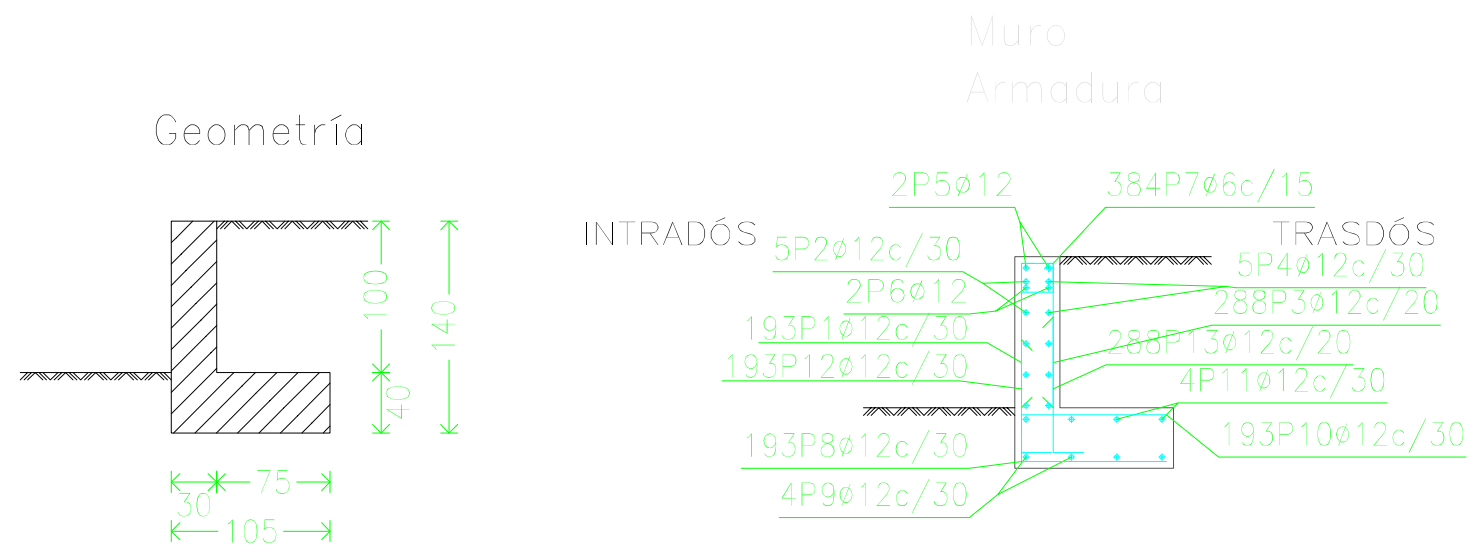 Muro
Armadura
Geometría
INTRADÓS
TRASDÓS
2P5ø12
384P7ø6c/15
5P2ø12c/30
5P4ø12c/30
2P6ø12
288P3ø12c/20
193P1ø12c/30
288P13ø12c/20
193P12ø12c/30
4P11ø12c/30
193P8ø12c/30
193P10ø12c/30
4P9ø12c/30
100
140
40
30
75
105